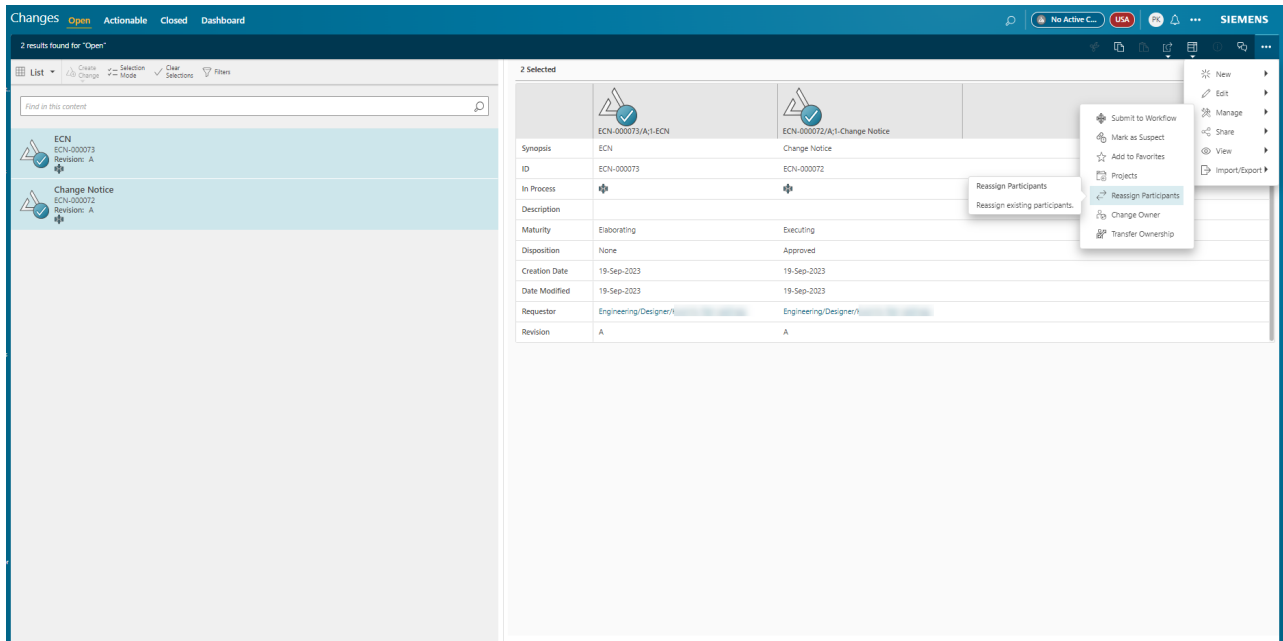 Changes Open Actionable Closed Dashboard
No Active C... USA PK ••• SIEMENS
2 results found for "Open"
List Create Change Selection Mode Clear Selections Filters
Find in this content
ECN
ECN-000073
Revision: A
Change Notice
ECN-000072
Revision: A
2 Selected
ECN-000073/A;1-ECN ECN-000072/A;1-Change Notice
Synopsis ECN Change Notice
ID ECN-000073 ECN-000072
In Process
Description
Maturity Elaborating Executing
Disposition None Approved
Creation Date 19-Sep-2023 19-Sep-2023
Date Modified 19-Sep-2023 19-Sep-2023
Requestor Engineering/Designer/ Engineering/Designer/
Revision A A
New
Edit
Manage
Share
View
Import/Export
Submit to Workflow
Mark as Suspect
Add to Favorites
Projects
Reassign Participants
Change Owner
Transfer Ownership
Reassign Participants
Reassign existing participants.